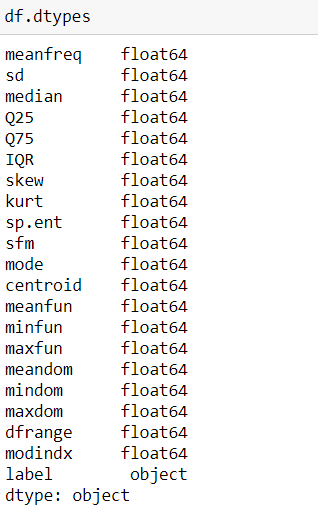 df.dtypes
meanfreq    float64
sd          float64
median      float64
Q25         float64
Q75         float64
IQR         float64
skew        float64
kurt        float64
sp.ent      float64
sfm         float64
mode        float64
centroid    float64
meanfun     float64
minfun      float64
maxfun      float64
meandom     float64
mindom      float64
maxdom      float64
dfrange     float64
modindx     float64
label        object
dtype: object